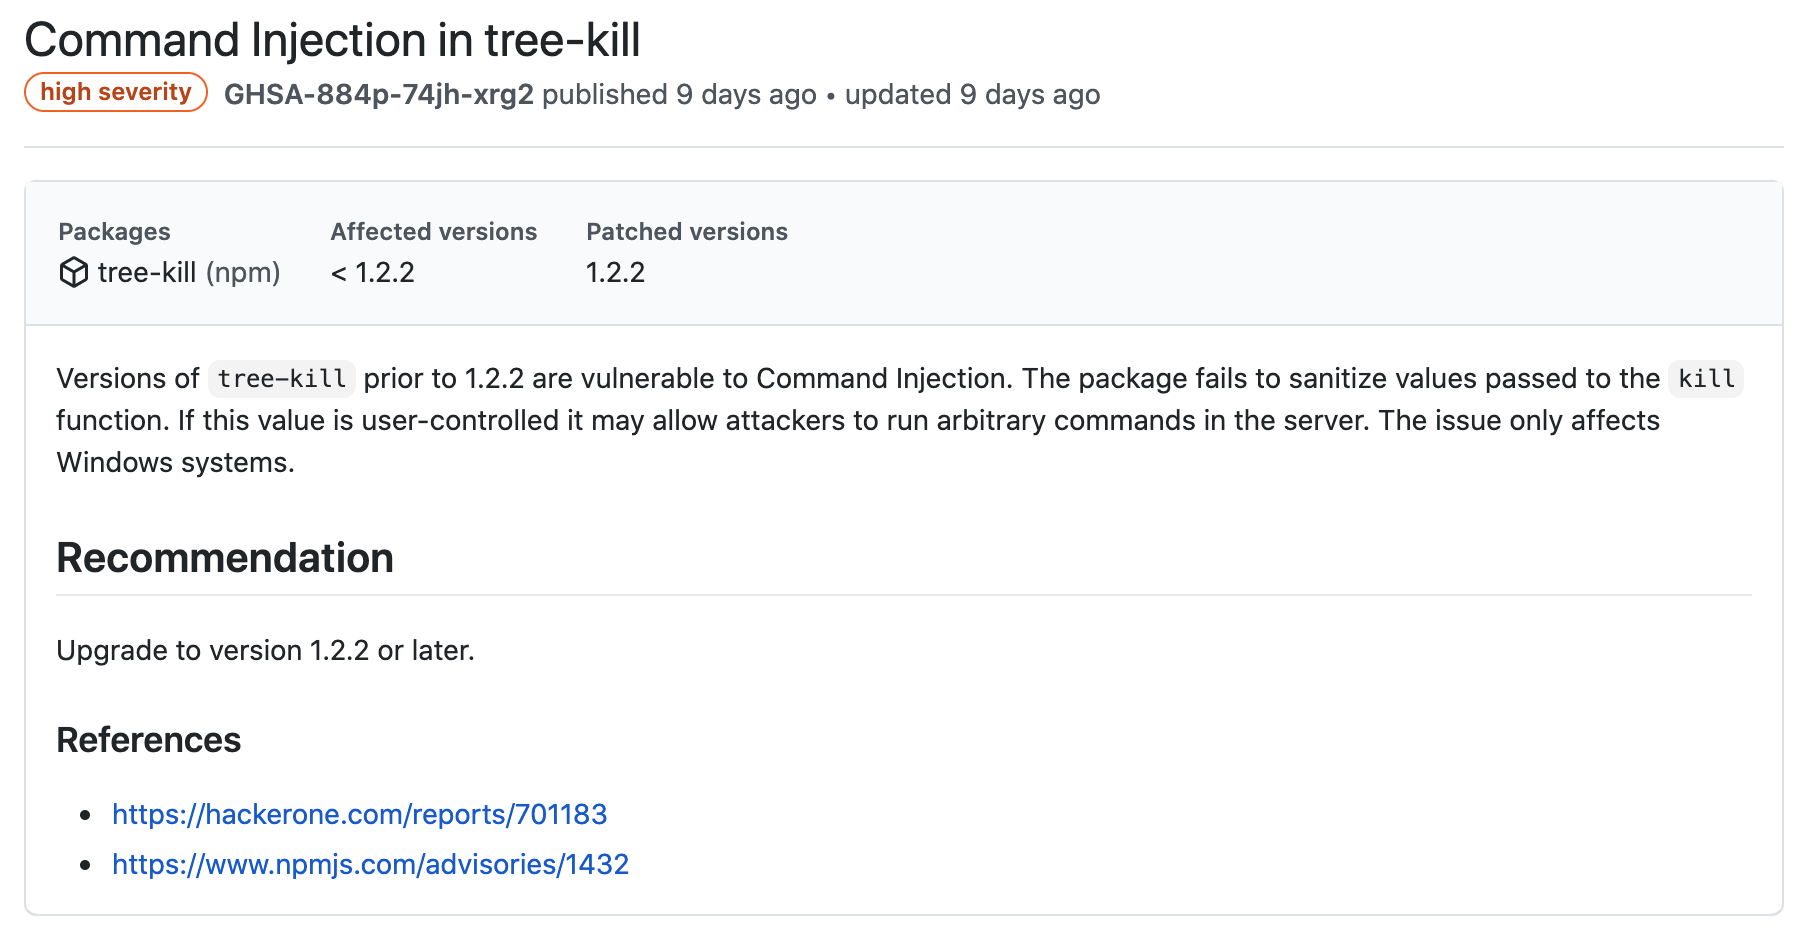 Command Injection in tree-kill
high severity GHSA-884p-74jh-xrg2 published 9 days ago • updated 9 days ago
Packages Affected versions Patched versions
tree-kill (npm) < 1.2.2 1.2.2
Versions of tree-kill prior to 1.2.2 are vulnerable to Command Injection. The package fails to sanitize values passed to the kill
function. If this value is user-controlled it may allow attackers to run arbitrary commands in the server. The issue only affects
Windows systems.
Recommendation
Upgrade to version 1.2.2 or later.
References
• https://hackerone.com/reports/701183
• https://www.npmjs.com/advisories/1432